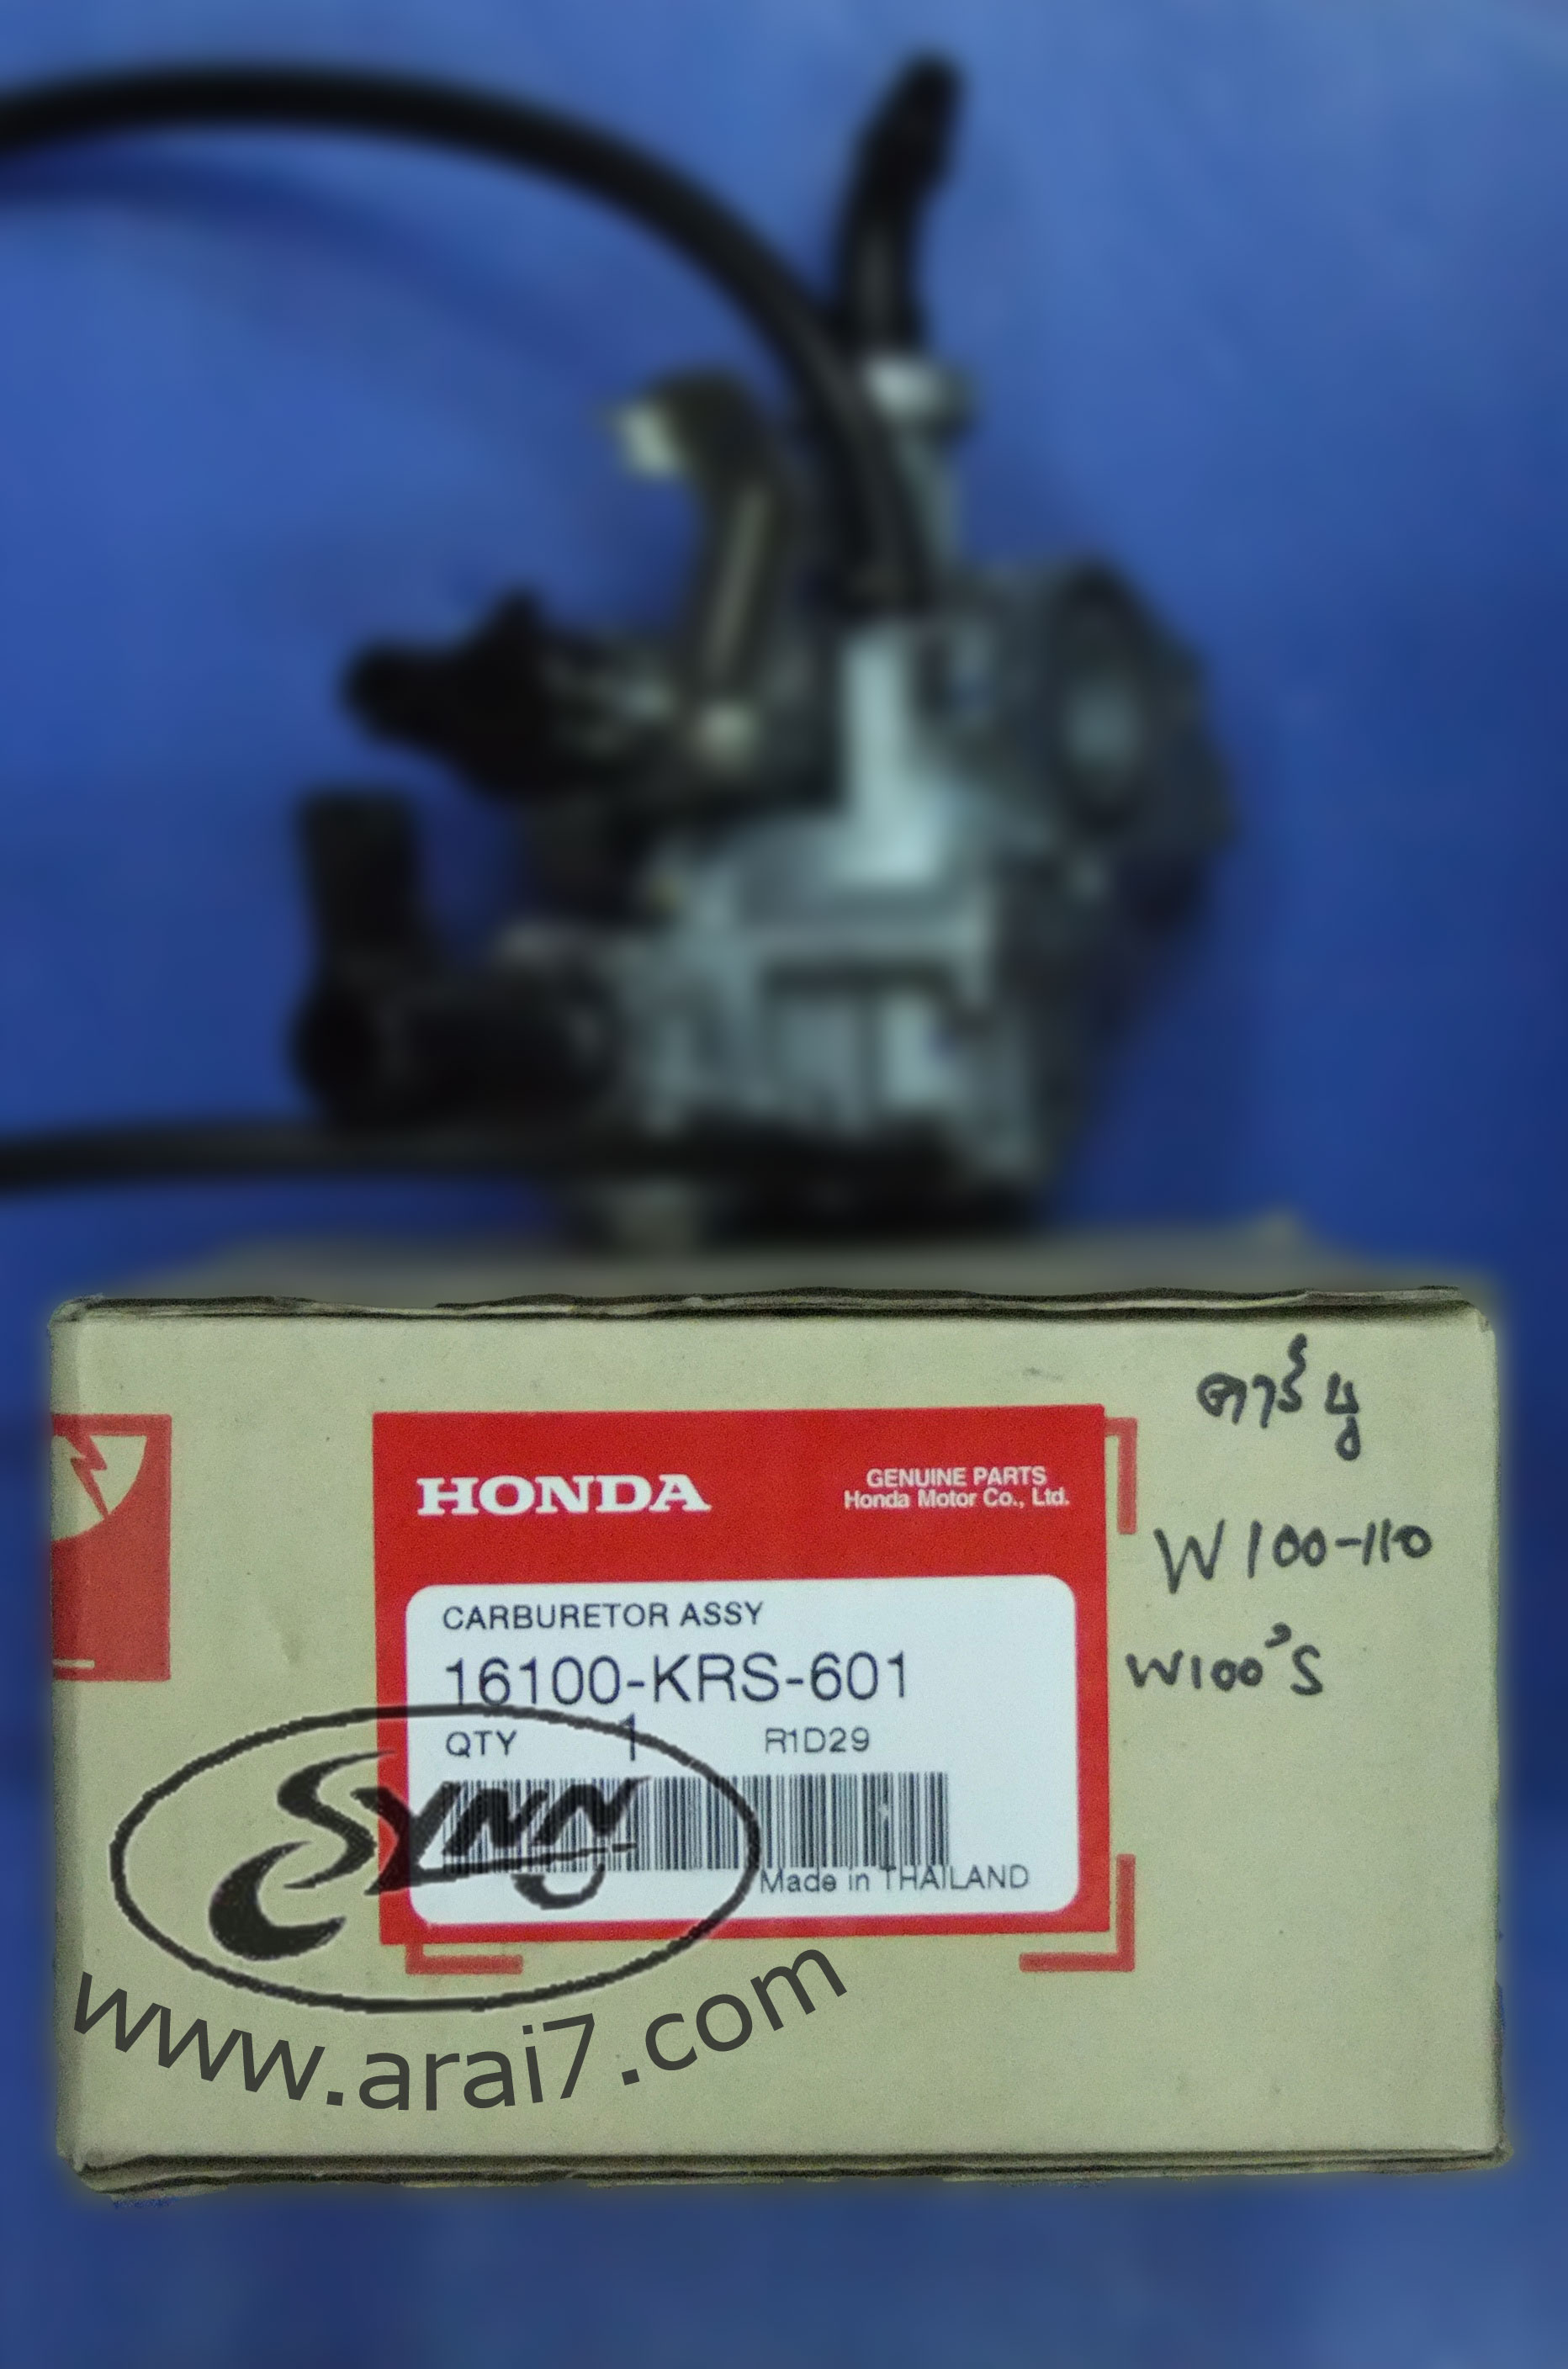 คาร์บู
W100-110
W100'S
HONDA
GENUINE PARTS
Honda Motor Co., Ltd.
CARBURETOR ASSY
16100-KRS-601
QTY 1 R1D29
SYNN
Made in THAILAND
www.arai7.com